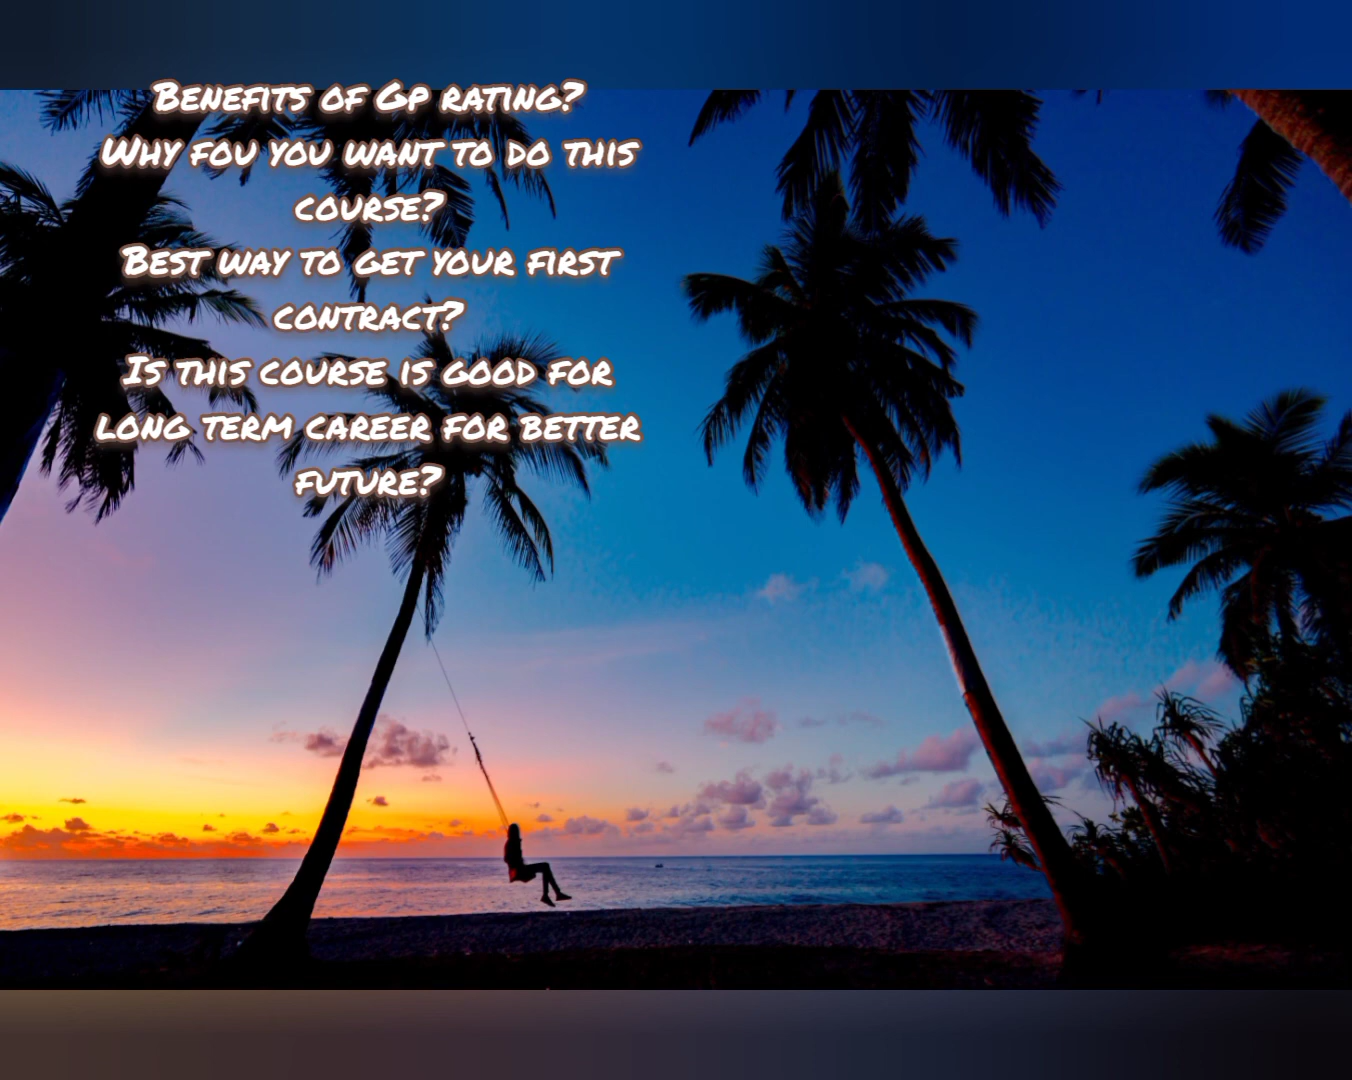 Benefits of Gp rating?
Why fou you want to do this
course?
Best way to get your first
contract?
Is this course is good for
long term career for better
future?